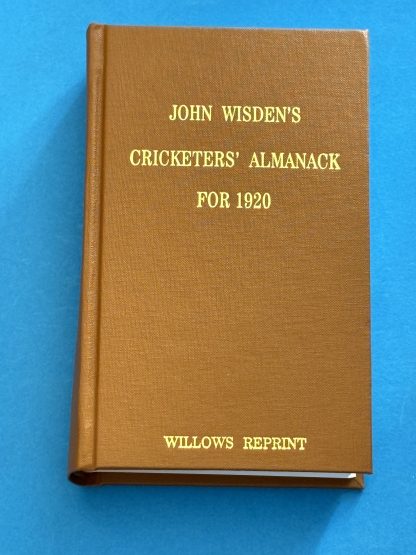 JOHN WISDEN'S
CRICKETERS' ALMANACK
FOR 1920
WILLOWS REPRINT